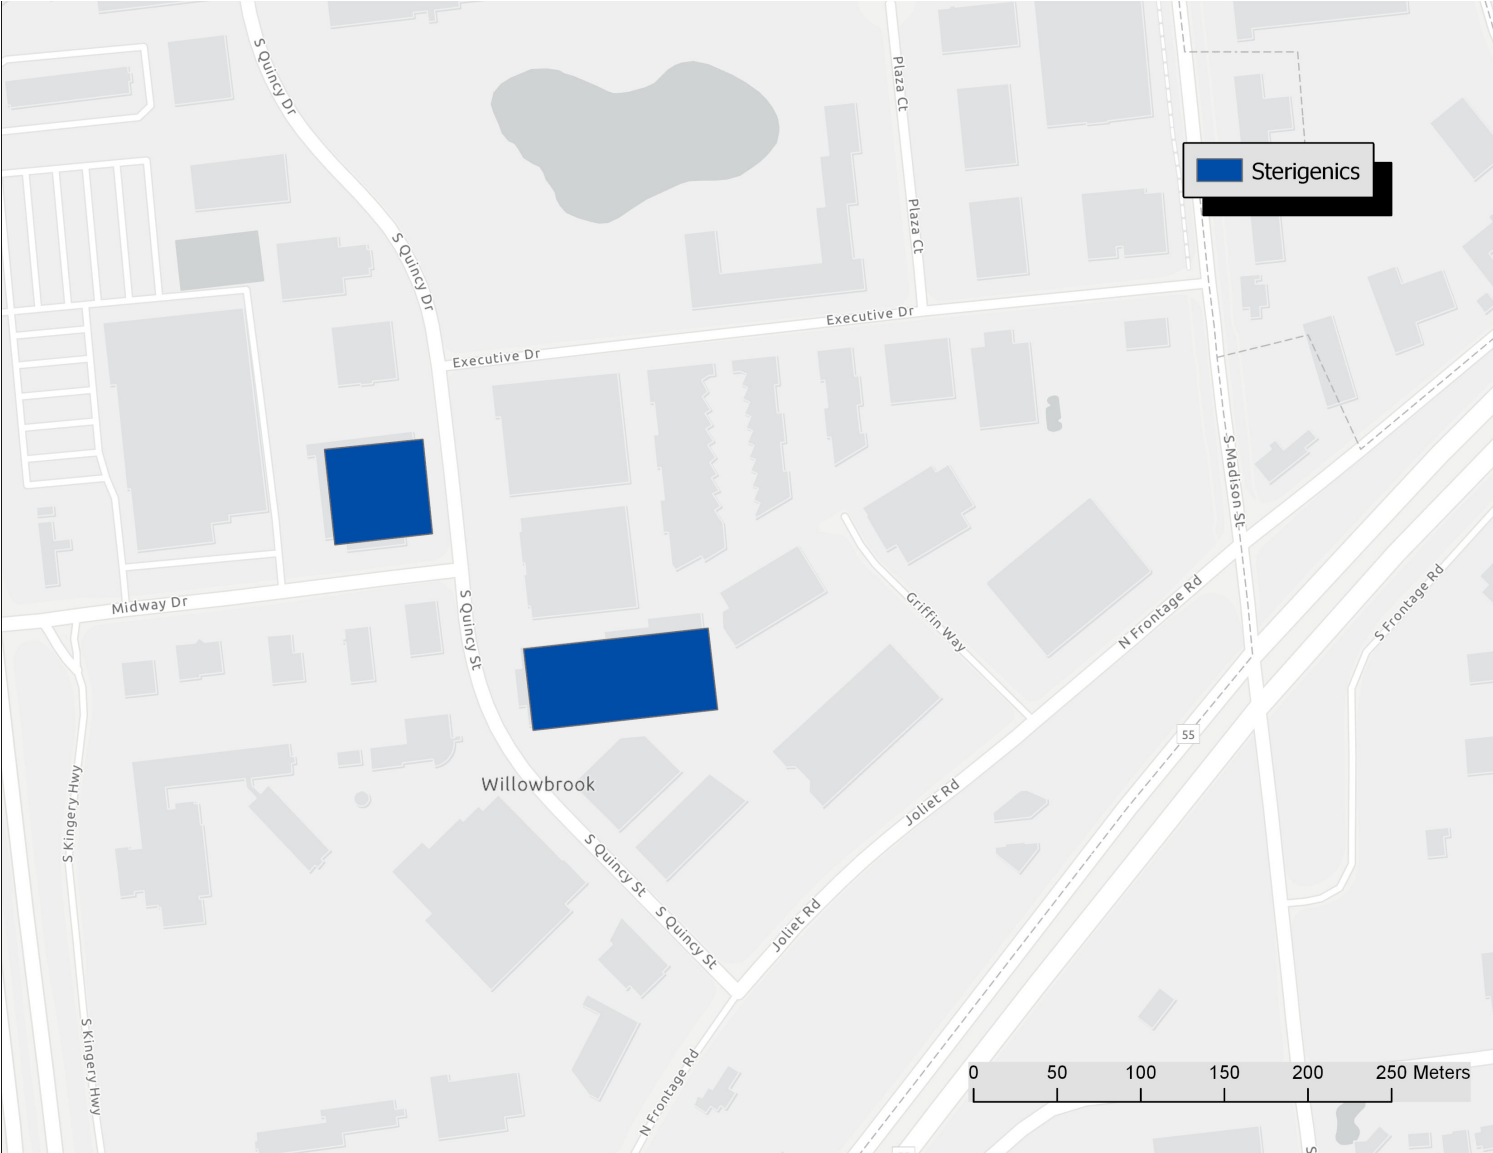 S Quincy Dr
Plaza Ct
Sterigenics
Plaza Ct
S Quincy Dr
Executive Dr
Executive Dr
S Madison St
Midway Dr
S Quincy St
Griffin Way
N Frontage Rd
S Frontage Rd
55
Willowbrook
S Kingery Hwy
Joliet Rd
S Quincy St
Joliet Rd
S Quincy St
S Kingery Hwy
N Frontage Rd
0 50 100 150 200 250 Meters
S